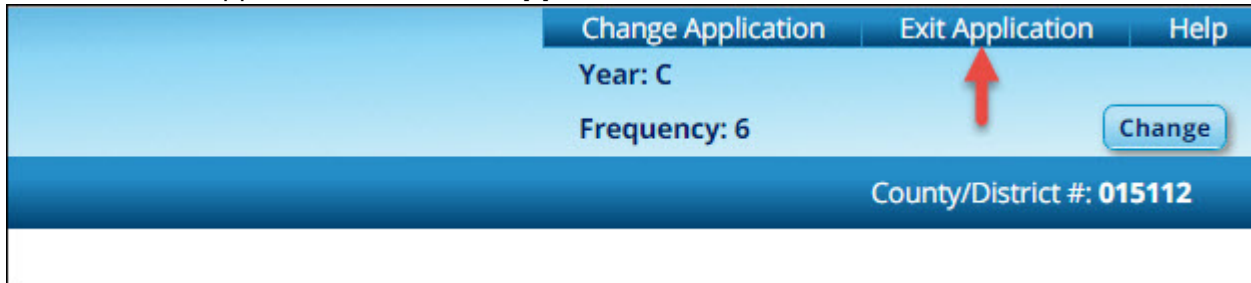 Change Application Exit Application Help
Year: C
Frequency: 6 Change
County/District #: 015112